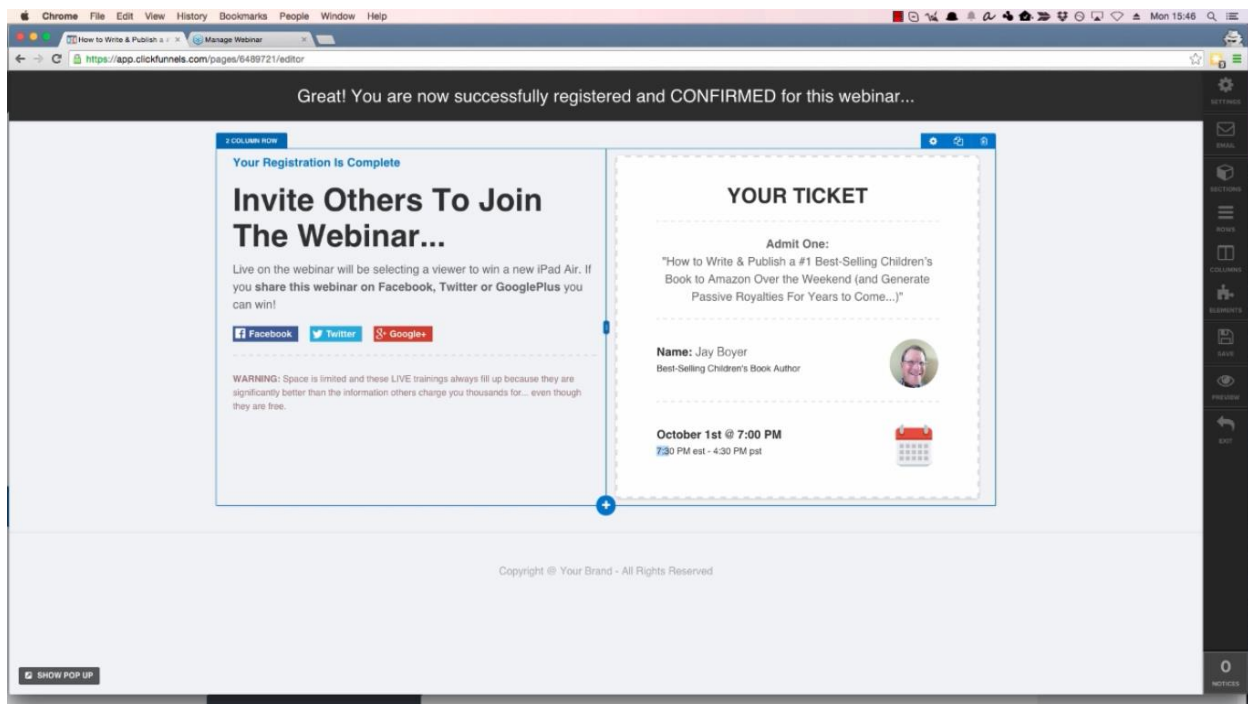 Chrome File Edit View History Bookmarks People Window Help
Mon 15:46
How to Write & Publish a
Manage Webinar
https://app.clickfunnels.com/pages/6489721/editor
Great! You are now successfully registered and CONFIRMED for this webinar...
SETTINGS
EMAIL
SECTIONS
ROWS
COLUMNS
ELEMENTS
SAVE
PREVIEW
EXIT
2 COLUMN ROW
Your Registration Is Complete
Invite Others To Join
The Webinar...
Live on the webinar will be selecting a viewer to win a new iPad Air. If
you share this webinar on Facebook, Twitter or GooglePlus you
can win!
Facebook Twitter Google+
WARNING: Space is limited and these LIVE trainings always fill up because they are
significantly better than the information others charge you thousands for... even though
they are free.
YOUR TICKET
Admit One:
"How to Write & Publish a #1 Best-Selling Children's
Book to Amazon Over the Weekend (and Generate
Passive Royalties For Years to Come...)"
Name: Jay Boyer
Best-Selling Children's Book Author
October 1st @ 7:00 PM
7:30 PM est - 4:30 PM pst
Copyright @ Your Brand - All Rights Reserved
SHOW POP UP
0
NOTICES